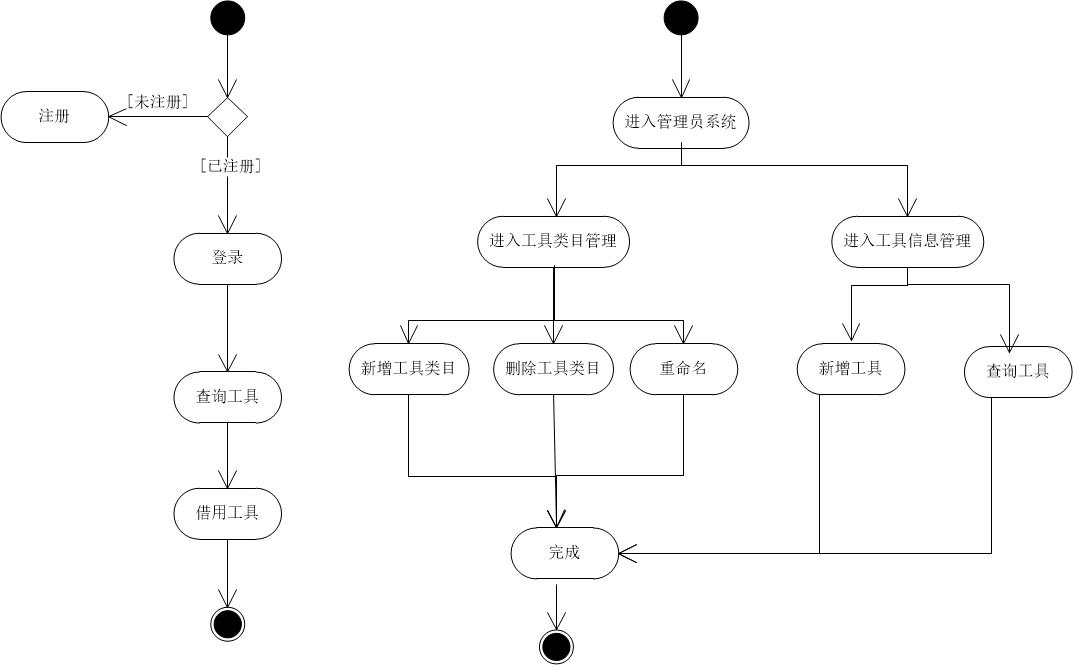 [未注册]
注册
[已注册]
登录
查询工具
借用工具
进入管理员系统
进入工具类目管理
进入工具信息管理
新增工具类目
删除工具类目
重命名
新增工具
查询工具
完成